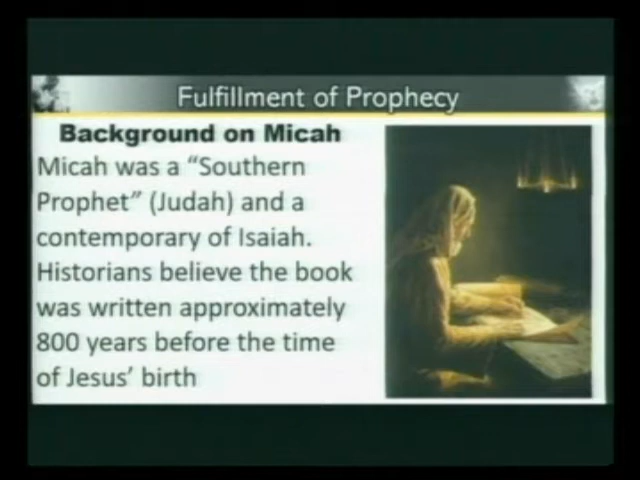 Fulfillment of Prophecy
Background on Micah
Micah was a “Southern
Prophet” (Judah) and a
contemporary of Isaiah.
Historians believe the book
was written approximately
800 years before the time
of Jesus’ birth